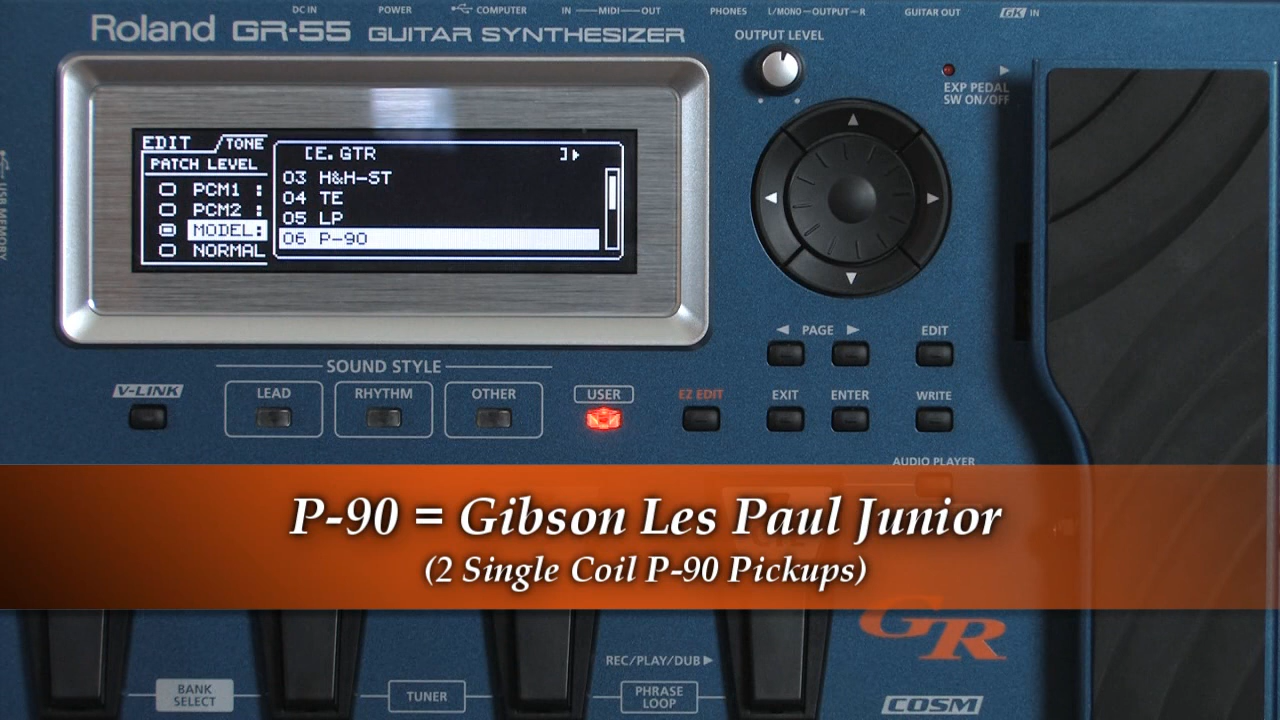 DC IN POWER COMPUTER IN MIDI OUT PHONES L/MONO OUTPUT R GUITAR OUT GK IN
Roland GR-55 GUITAR SYNTHESIZER
OUTPUT LEVEL
EXP PEDAL
SW ON/OFF
USB MEMORY
EDIT TONE
PATCH LEVEL
PCM1 :
PCM2 :
MODEL:
NORMAL
[E.GTR ]
03 H&H-ST
04 TE
05 LP
06 P-90
PAGE
EDIT
SOUND STYLE
V-LINK
LEAD
RHYTHM
OTHER
USER
EZ EDIT
EXIT
ENTER
WRITE
AUDIO PLAYER
P-90 = Gibson Les Paul Junior
(2 Single Coil P-90 Pickups)
GR
REC/PLAY/DUB
BANK
SELECT
TUNER
PHRASE
LOOP
COSM